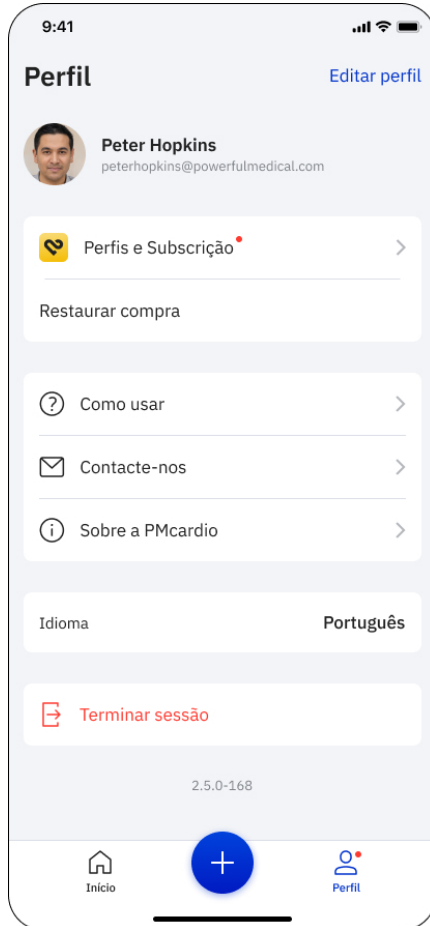 9:41
Perfil
Editar perfil
Peter Hopkins
peterhopkins@powerfulmedical.com
Perfis e Subscrição
Restaurar compra
Como usar
Contacte-nos
Sobre a PMcardio
Idioma
Português
Terminar sessão
2.5.0-168
Início
Perfil